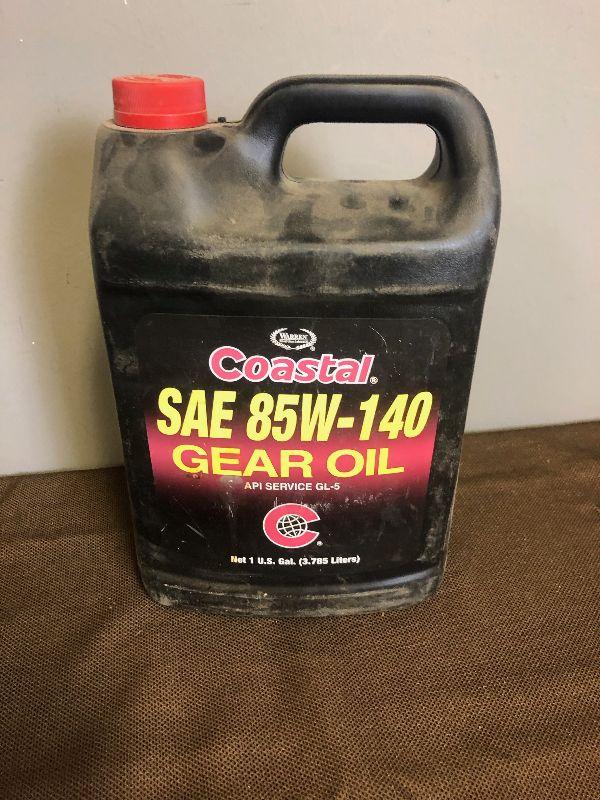 WARREN
Coastal®
SAE 85W-140
GEAR OIL
API SERVICE GL-5
C®
Net 1 U.S. Gal. (3.785 Liters)